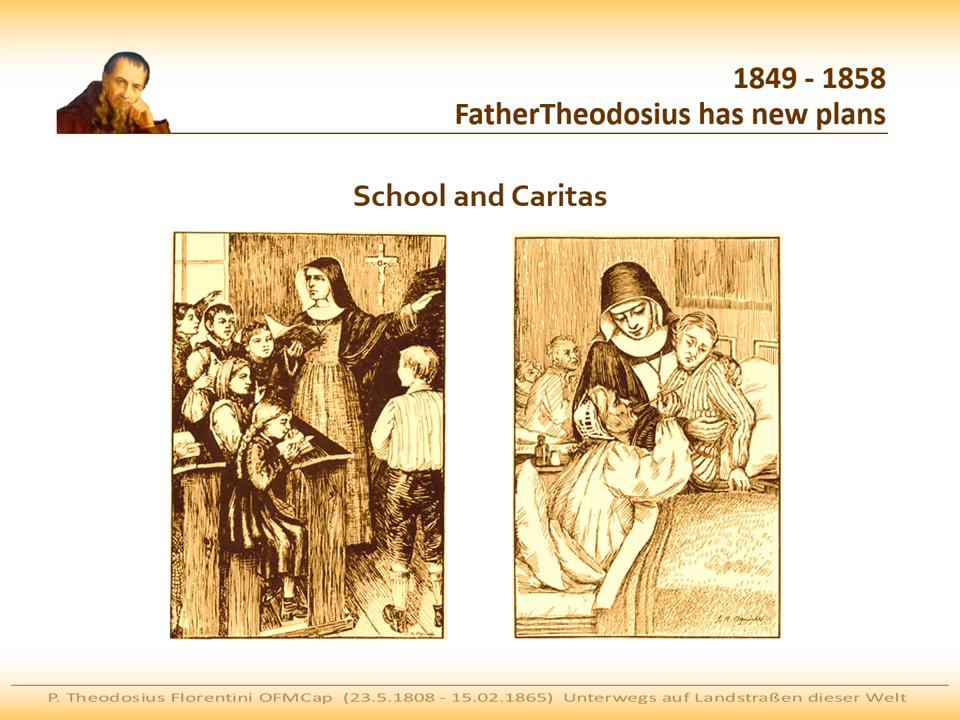 1849 - 1858
FatherTheodosius has new plans
School and Caritas
P. Theodosius Florentini OFMCap (23.5.1808 - 15.02.1865) Unterwegs auf Landstraßen dieser Welt